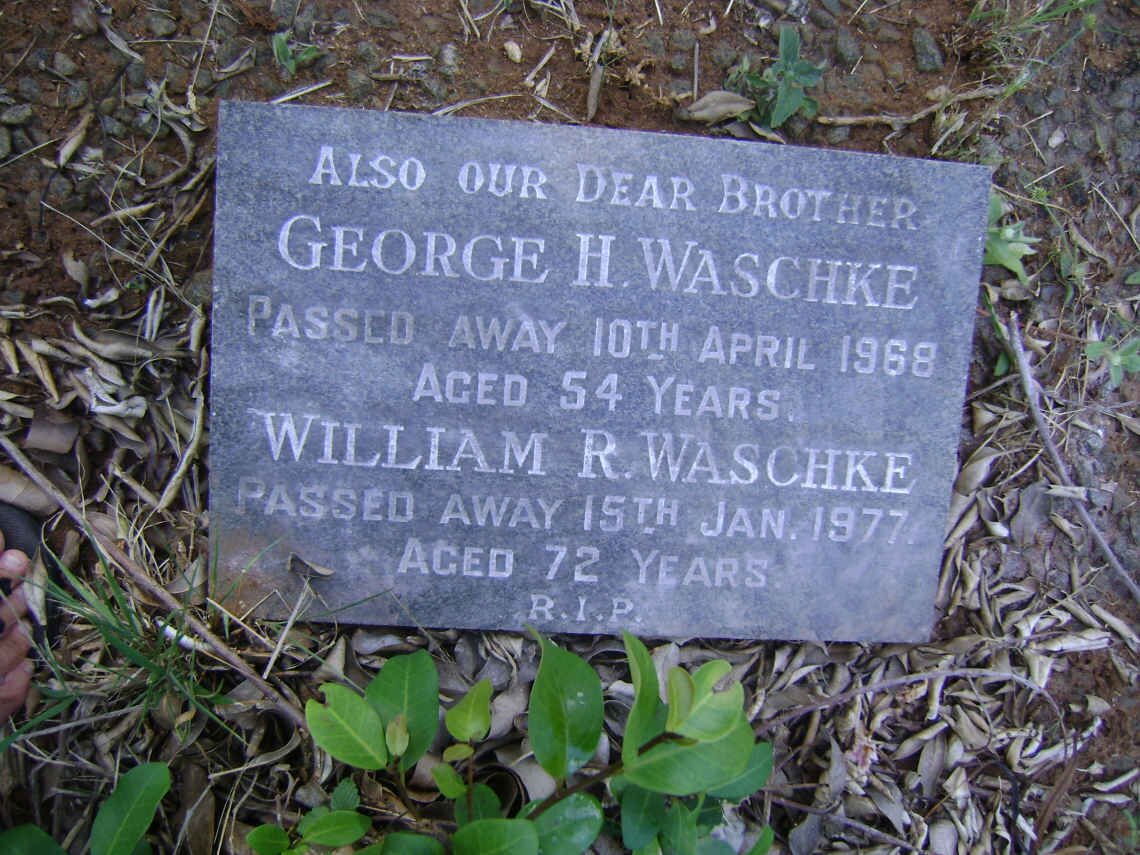 ALSO OUR DEAR BROTHER
GEORGE H. WASCHKE
PASSED AWAY 10TH APRIL 1968
AGED 54 YEARS.
WILLIAM R. WASCHKE
PASSED AWAY 15TH JAN. 1977.
AGED 72 YEARS
R.I.P.